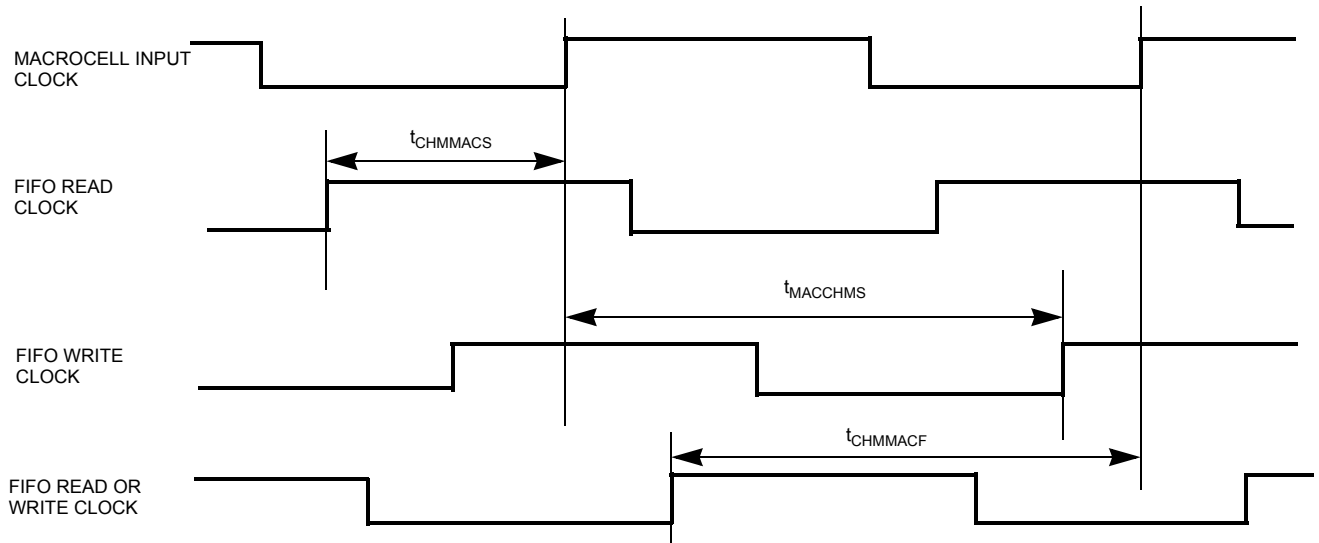 MACROCELL INPUT
CLOCK
tCHMMACS
FIFO READ
CLOCK
tMACCHMS
FIFO WRITE
CLOCK
tCHMMACF
FIFO READ OR
WRITE CLOCK